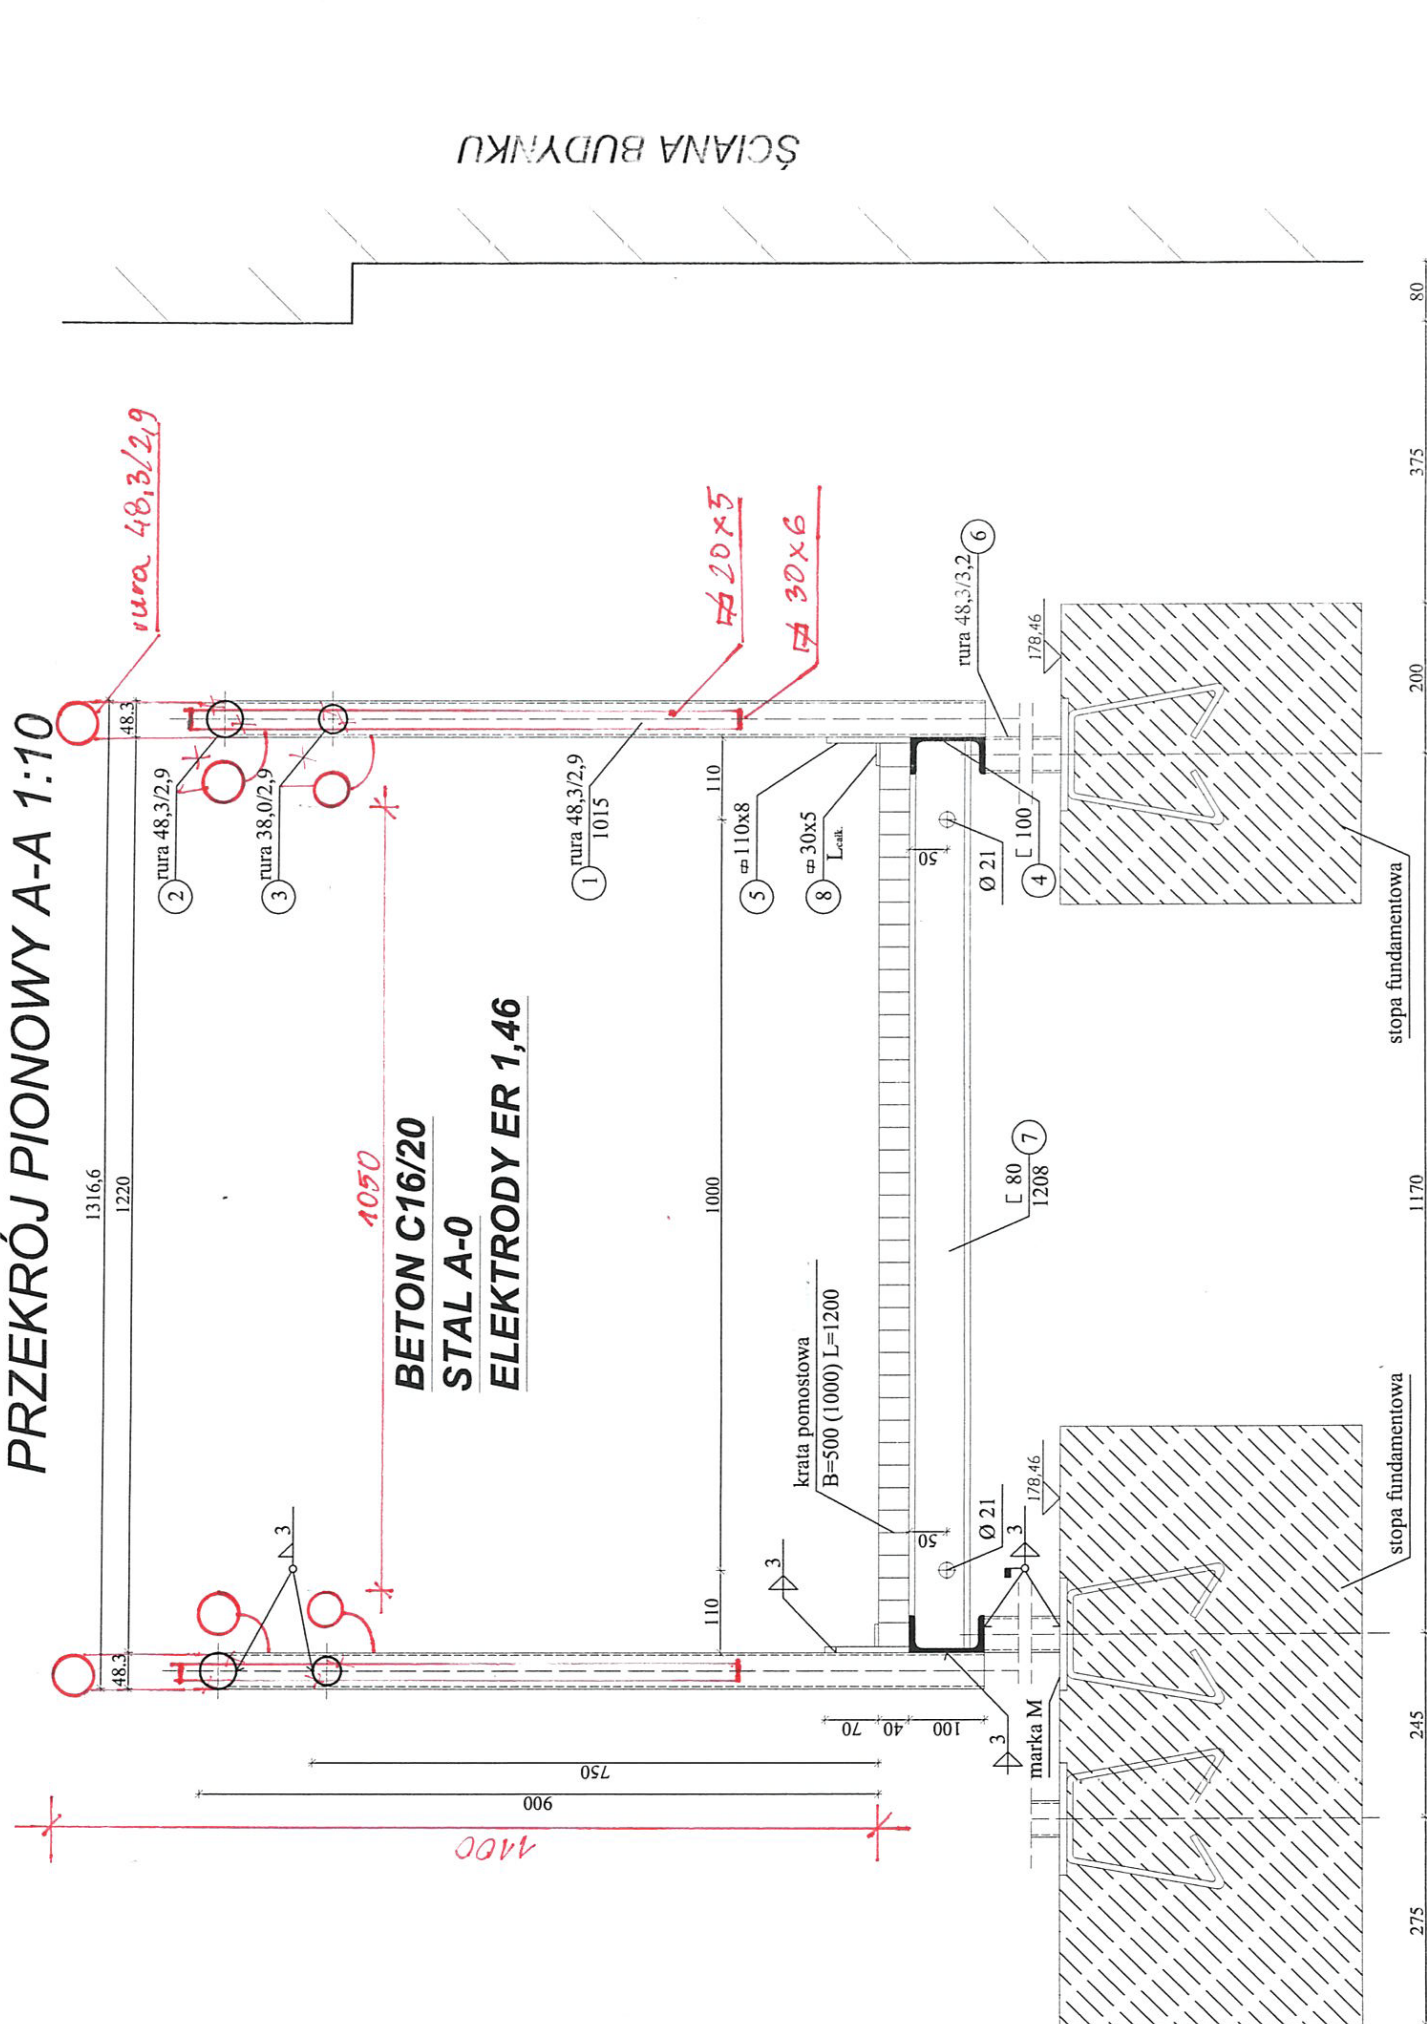 PRZEKRÓJ PIONOWY A-A 1:10
ŚCIANA BUDYNKU
1316,6
1220
48.3
48.3
rura 48,3/2,9
2
rura 48,3/2,9
3
rura 38,0/2,9
3
1050
BETON C16/20
STAL A-0
ELEKTRODY ER 1,46
1
rura 48,3/2,9
1015
20x5
30x6
110
1000
110
5
110x8
8
30x5
krata pomostowa
B=500 (1000) L=1200
3
50
50
Ø 21
Ø 21
[ 100
4
rura 48,3/3,2
6
178,46
178,46
[ 80
1208
7
3
3
marka M
70
40
100
750
900
1100
stopa fundamentowa
stopa fundamentowa
275
245
1170
200
375
80